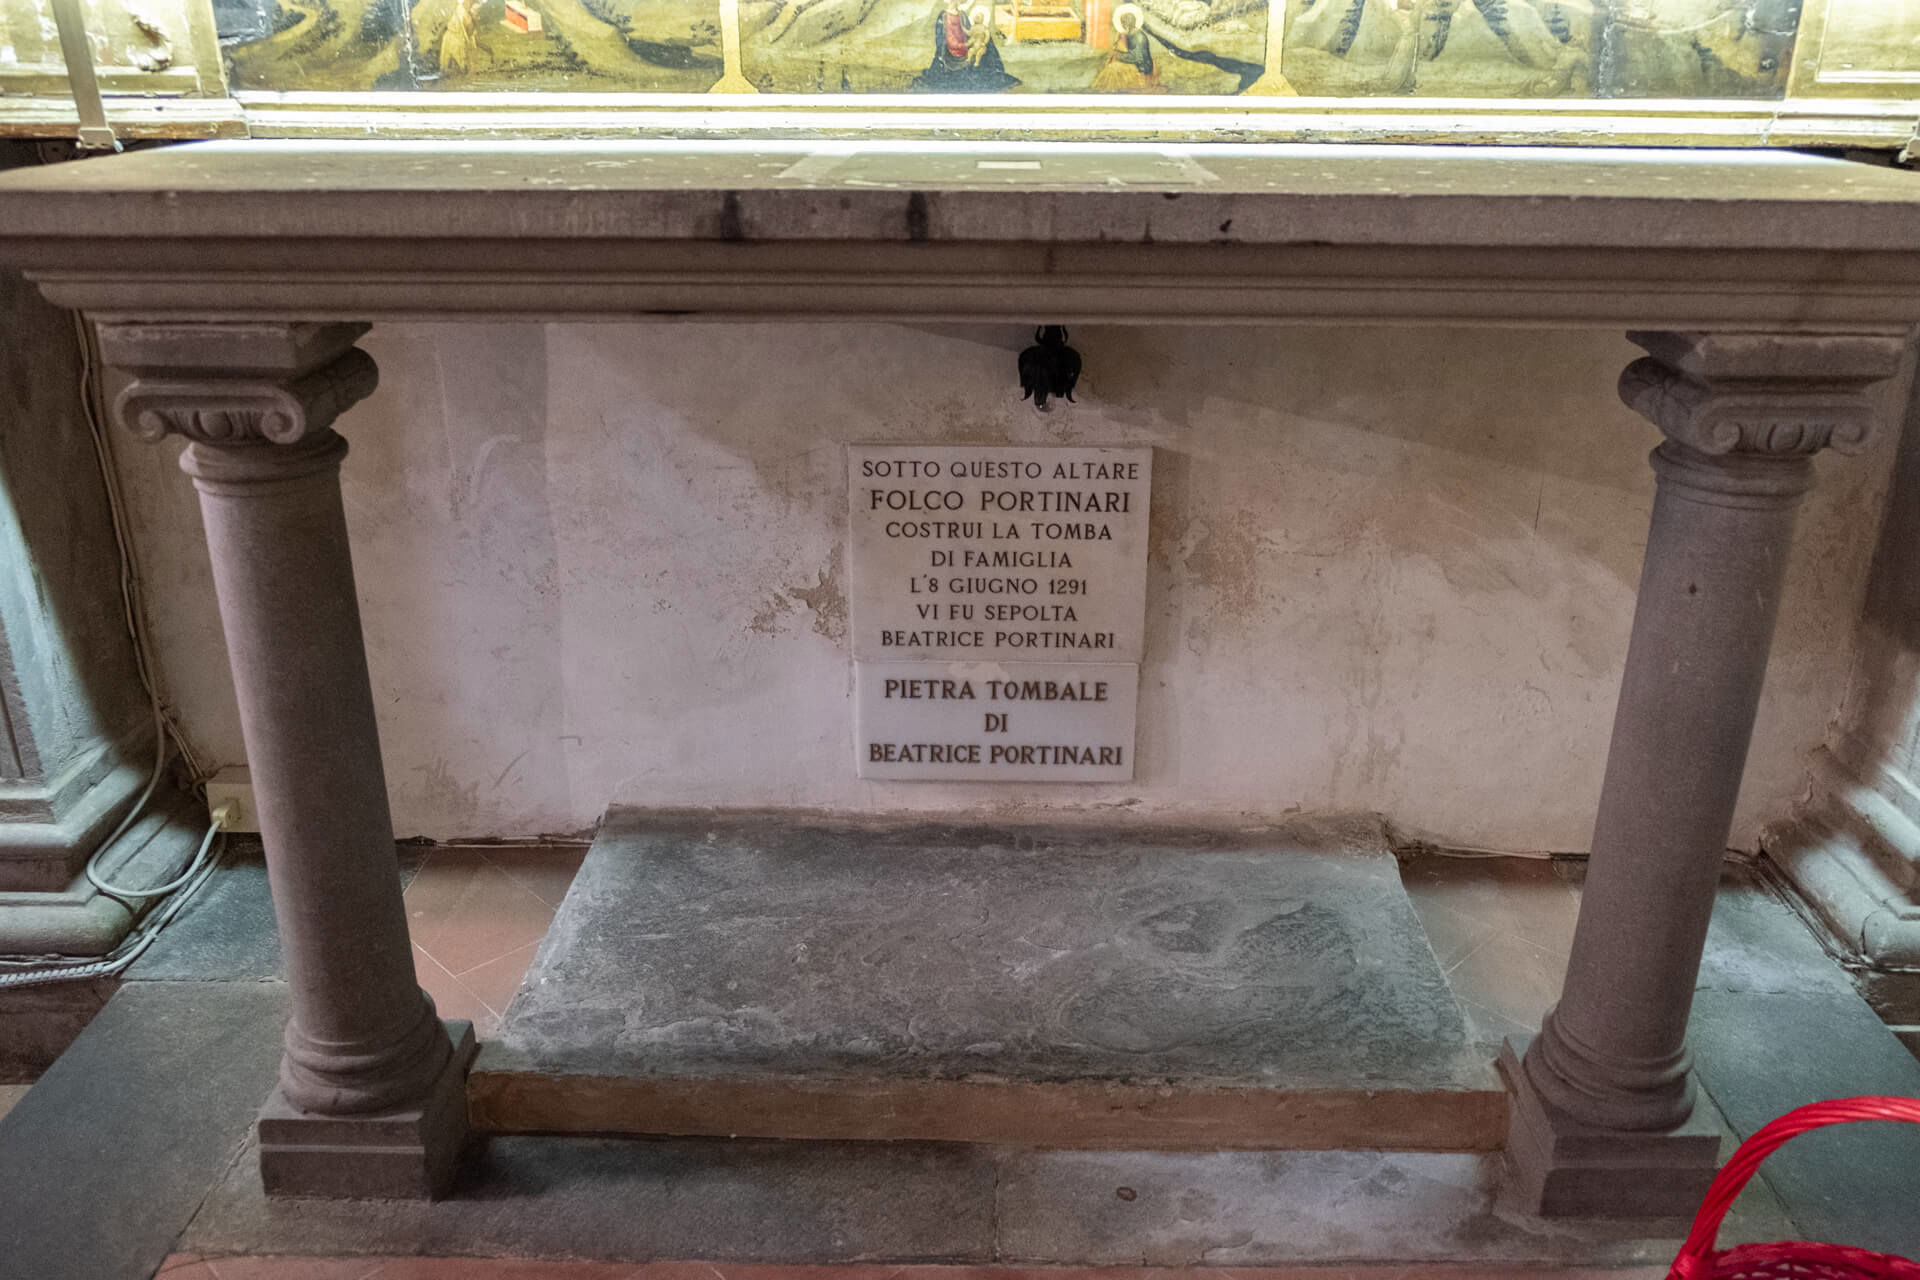 SOTTO QUESTO ALTARE
FOLCO PORTINARI
COSTRUI LA TOMBA
DI FAMIGLIA
L'8 GIUGNO 1291
VI FU SEPOLTA
BEATRICE PORTINARI
PIETRA TOMBALE
DI
BEATRICE PORTINARI